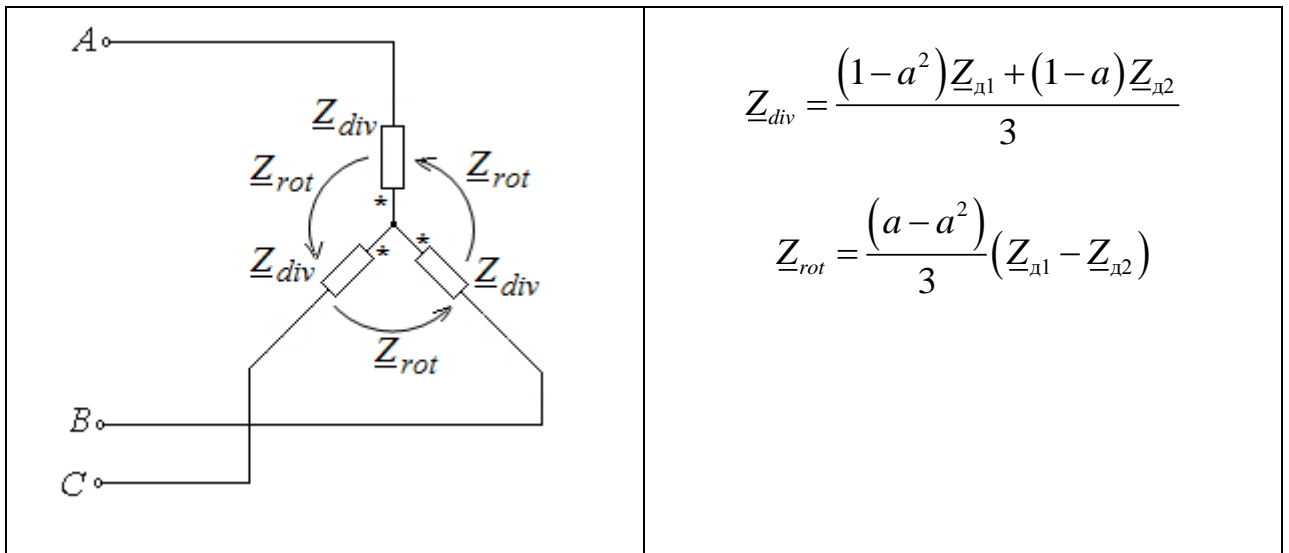 A
Z_div
Z_rot Z_rot
* * *
Z_div Z_div
Z_rot
B
C
Z_div = ((1−a²)Z_д1 + (1−a)Z_д2) / 3
Z_rot = ((a−a²) / 3)(Z_д1 − Z_д2)